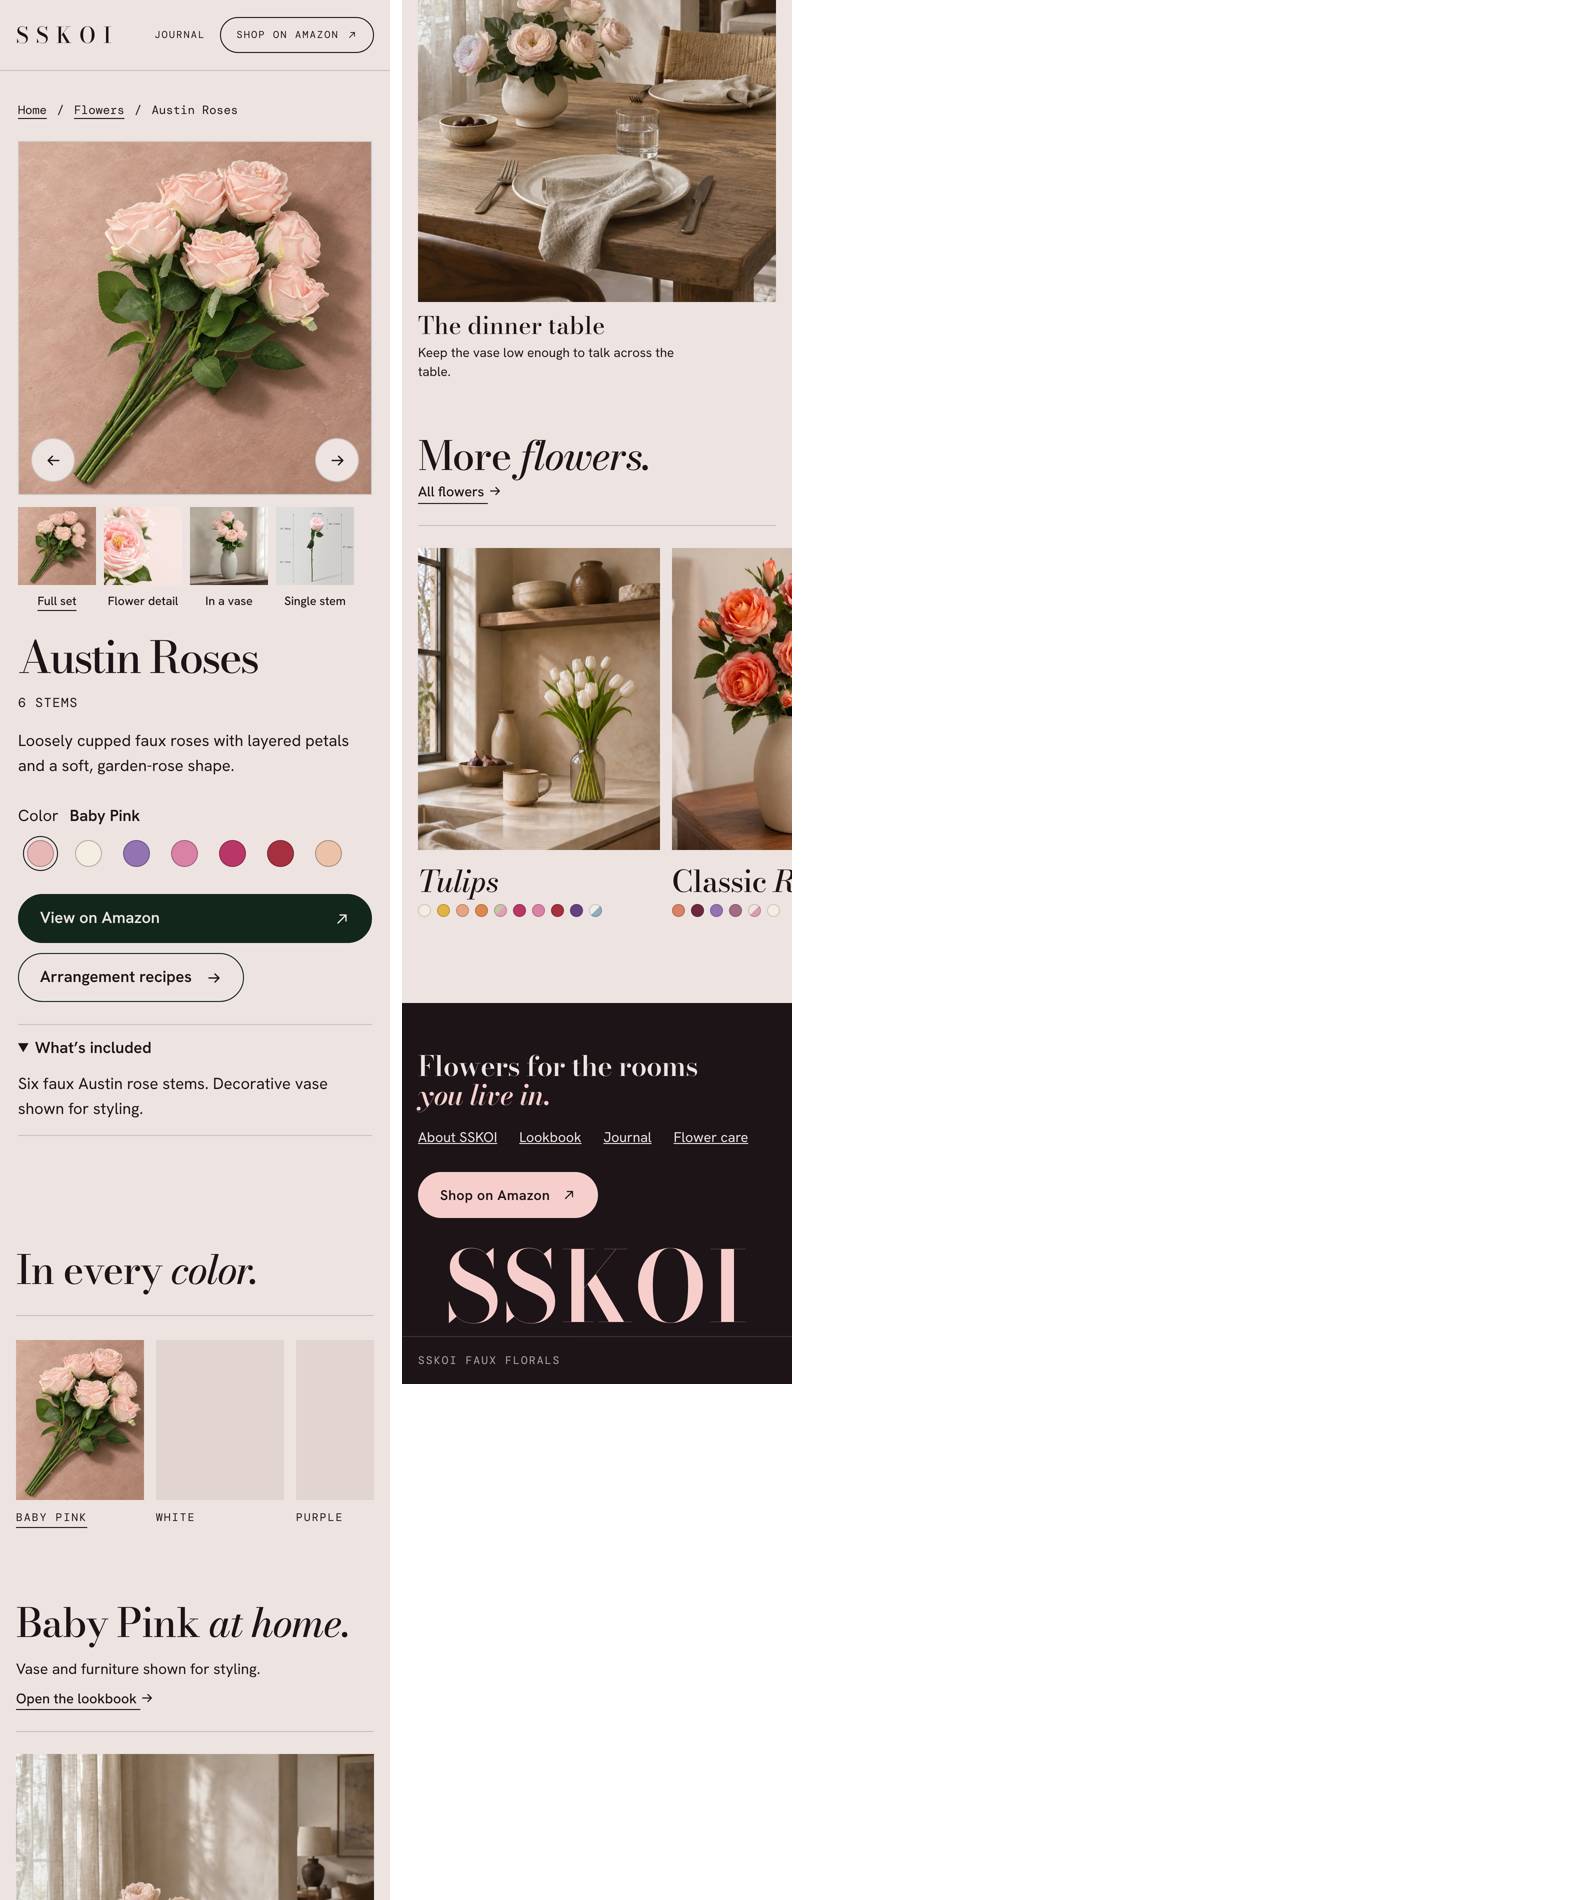 SSKOI
JOURNAL
SHOP ON AMAZON ↗
Home / Flowers / Austin Roses
Full set
Flower detail
In a vase
Single stem
Austin Roses
6 STEMS
Loosely cupped faux roses with layered petals
and a soft, garden-rose shape.
Color Baby Pink
View on Amazon ↗
Arrangement recipes →
▼ What’s included
Six faux Austin rose stems. Decorative vase
shown for styling.
In every color.
BABY PINK
WHITE
PURPLE
Baby Pink at home.
Vase and furniture shown for styling.
Open the lookbook →
The dinner table
Keep the vase low enough to talk across the
table.
More flowers.
All flowers →
Tulips
Classic R
Flowers for the rooms
you live in.
About SSKOI
Lookbook
Journal
Flower care
Shop on Amazon ↗
SSKOI
SSKOI FAUX FLORALS